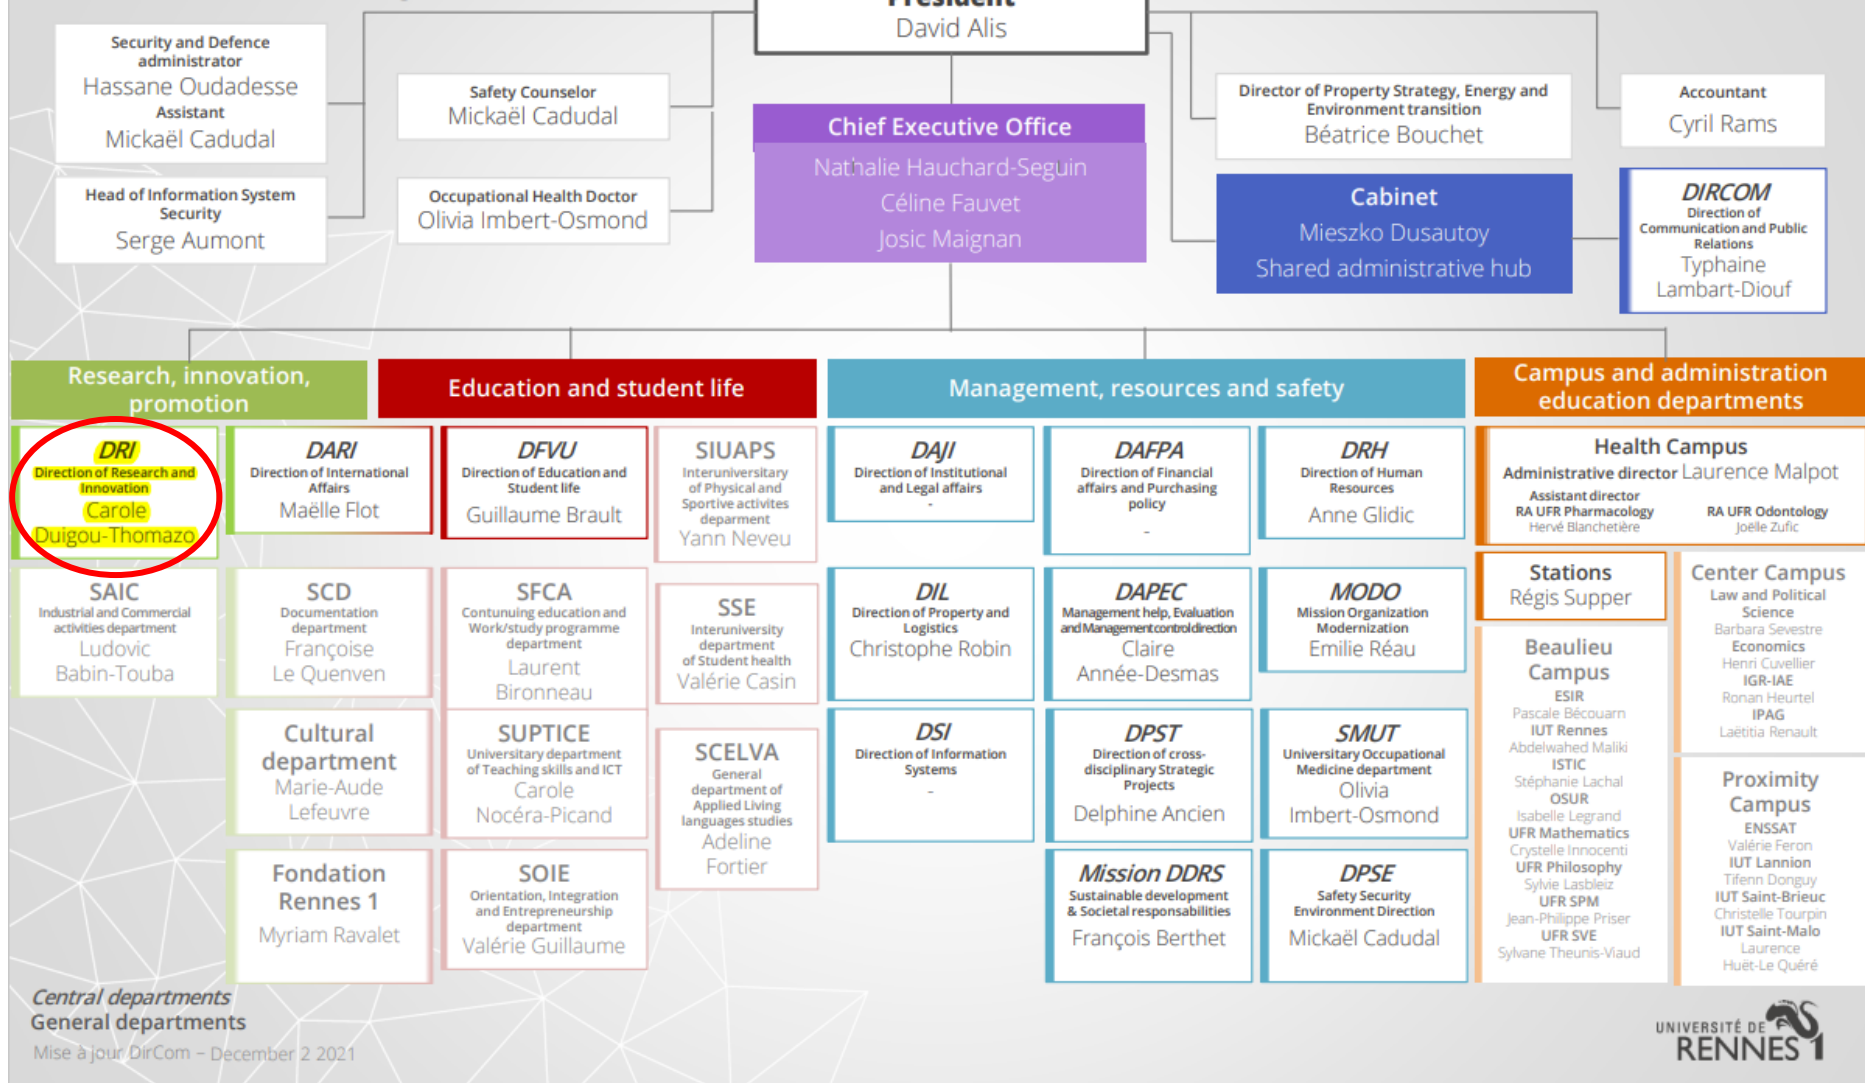 President
David Alis
Security and Defence
administrator
Hassane Oudadesse
Assistant
Mickaël Cadudal
Safety Counselor
Mickaël Cadudal
Director of Property Strategy, Energy and
Environment transition
Béatrice Bouchet
Accountant
Cyril Rams
Chief Executive Office
Nathalie Hauchard-Seguin
Céline Fauvet
Josic Maignan
Head of Information System
Security
Serge Aumont
Occupational Health Doctor
Olivia Imbert-Osmond
Cabinet
Mieszko Dusautoy
Shared administrative hub
DIRCOM
Direction of
Communication and Public
Relations
Typhaine
Lambart-Diouf
Research, innovation,
promotion
Education and student life
Management, resources and safety
Campus and administration
education departments
DRI
Direction of Research and
Innovation
Carole
Duigou-Thomazo
DARI
Direction of International
Affairs
Maëlle Flot
DFVU
Direction of Education and
Student life
Guillaume Brault
SIUAPS
Interuniversitary
of Physical and
Sportive activites
deparment
Yann Neveu
DAJI
Direction of Institutional
and Legal affairs
-
DAFPA
Direction of Financial
affairs and Purchasing
policy
-
DRH
Direction of Human
Resources
Anne Glidic
Health Campus
Administrative director Laurence Malpot
Assistant director
RA UFR Pharmacology
Hervé Blanchetière
RA UFR Odontology
Joëlle Zufic
SAIC
Industrial and Commercial
activities department
Ludovic
Babin-Touba
SCD
Documentation
department
Françoise
Le Quenven
SFCA
Contunuing education and
Work/study programme
department
Laurent
Bironneau
SSE
Interuniversity
department
of Student health
Valérie Casin
DIL
Direction of Property and
Logistics
Christophe Robin
DAPEC
Management help, Evaluation
and Management control direction
Claire
Année-Desmas
MODO
Mission Organization
Modernization
Emilie Réau
Stations
Régis Supper
Center Campus
Law and Political
Science
Barbara Sevestre
Economics
Henri Cuvellier
IGR-IAE
Ronan Heurtel
IPAG
Laëtitia Renault
Beaulieu
Campus
ESIR
Pascale Bécouarn
IUT Rennes
Abdelwahed Maliki
ISTIC
Stéphanie Lachal
OSUR
Isabelle Legrand
UFR Mathematics
Crystelle Innocenti
UFR Philosophy
Sylvie Lasbleiz
UFR SPM
Jean-Philippe Priser
UFR SVE
Sylvane Theunis-Viaud
Cultural
department
Marie-Aude
Lefeuvre
SUPTICE
Universitary department
of Teaching skills and ICT
Carole
Nocéra-Picand
SCELVA
General
department of
Applied Living
languages studies
Adeline
Fortier
DSI
Direction of Information
Systems
-
DPST
Direction of cross-
disciplinary Strategic
Projects
Delphine Ancien
SMUT
Universitary Occupational
Medicine department
Olivia
Imbert-Osmond
Proximity
Campus
ENSSAT
Valérie Feron
IUT Lannion
Tifenn Donguy
IUT Saint-Brieuc
Christelle Tourpin
IUT Saint-Malo
Laurence
Huët-Le Quéré
Fondation
Rennes 1
Myriam Ravalet
SOIE
Orientation, Integration
and Entrepreneurship
department
Valérie Guillaume
Mission DDRS
Sustainable development
& Societal responsabilities
François Berthet
DPSE
Safety Security
Environment Direction
Mickaël Cadudal
Central departments
General departments
Mise à jour DirCom – December 2 2021
UNIVERSITÉ DE
RENNES 1